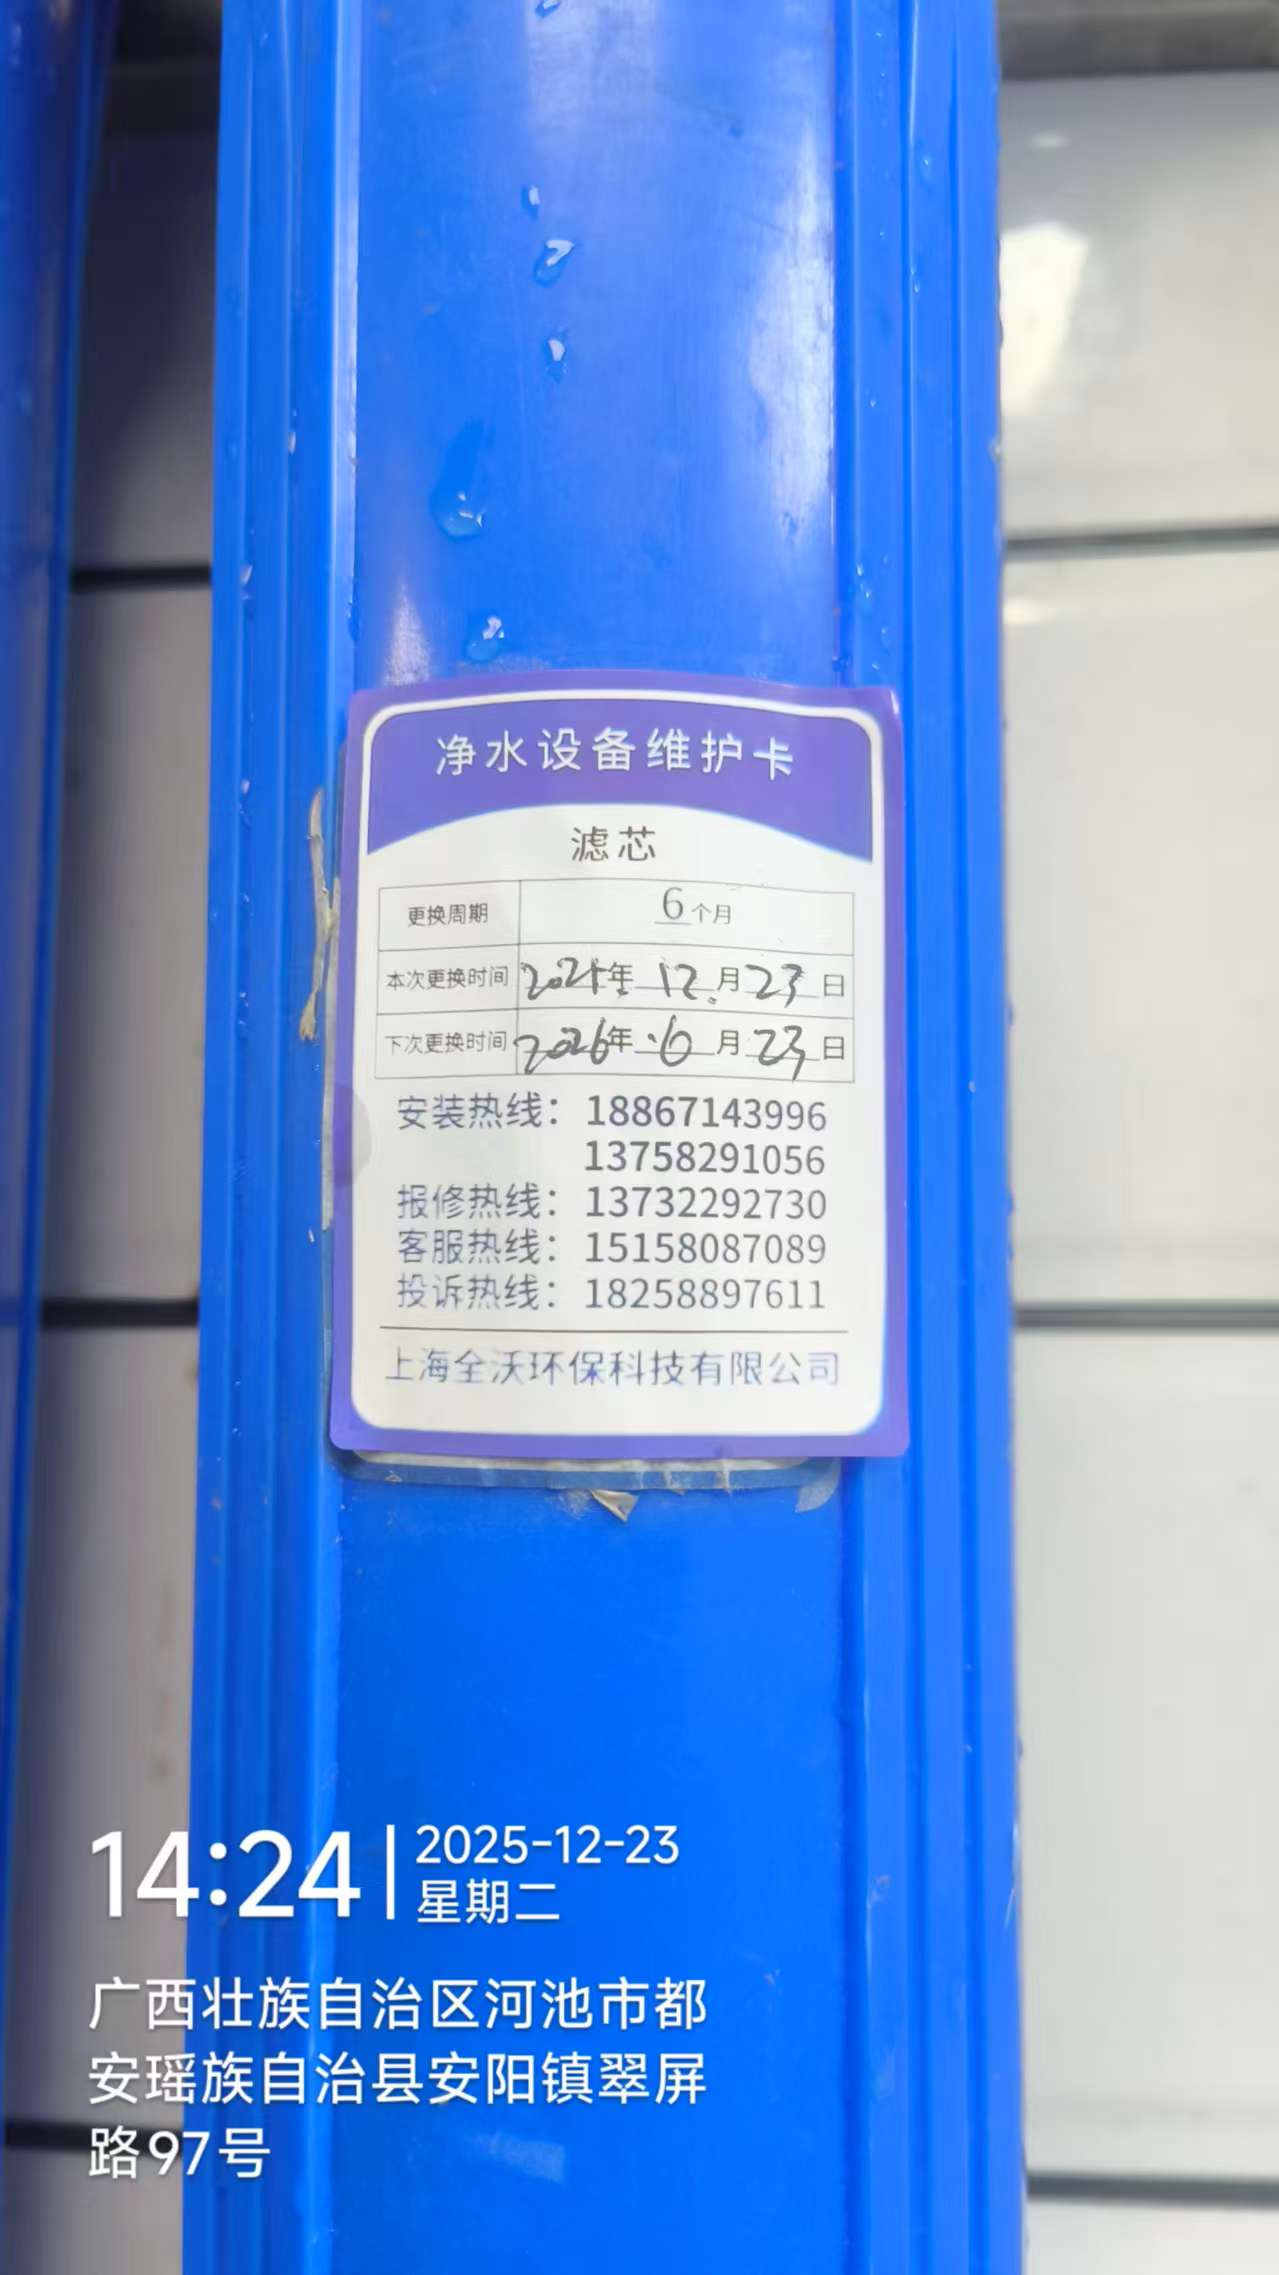 净水设备维护卡
滤芯
更换周期 6个月
本次更换时间 2025年12月23日
下次更换时间 2026年6月23日
安装热线：18867143996
13758291056
报修热线：13732292730
客服热线：15158087089
投诉热线：18258897611
上海全沃环保科技有限公司
14:24 2025-12-23
星期二
广西壮族自治区河池市都
安瑶族自治县安阳镇翠屏
路97号